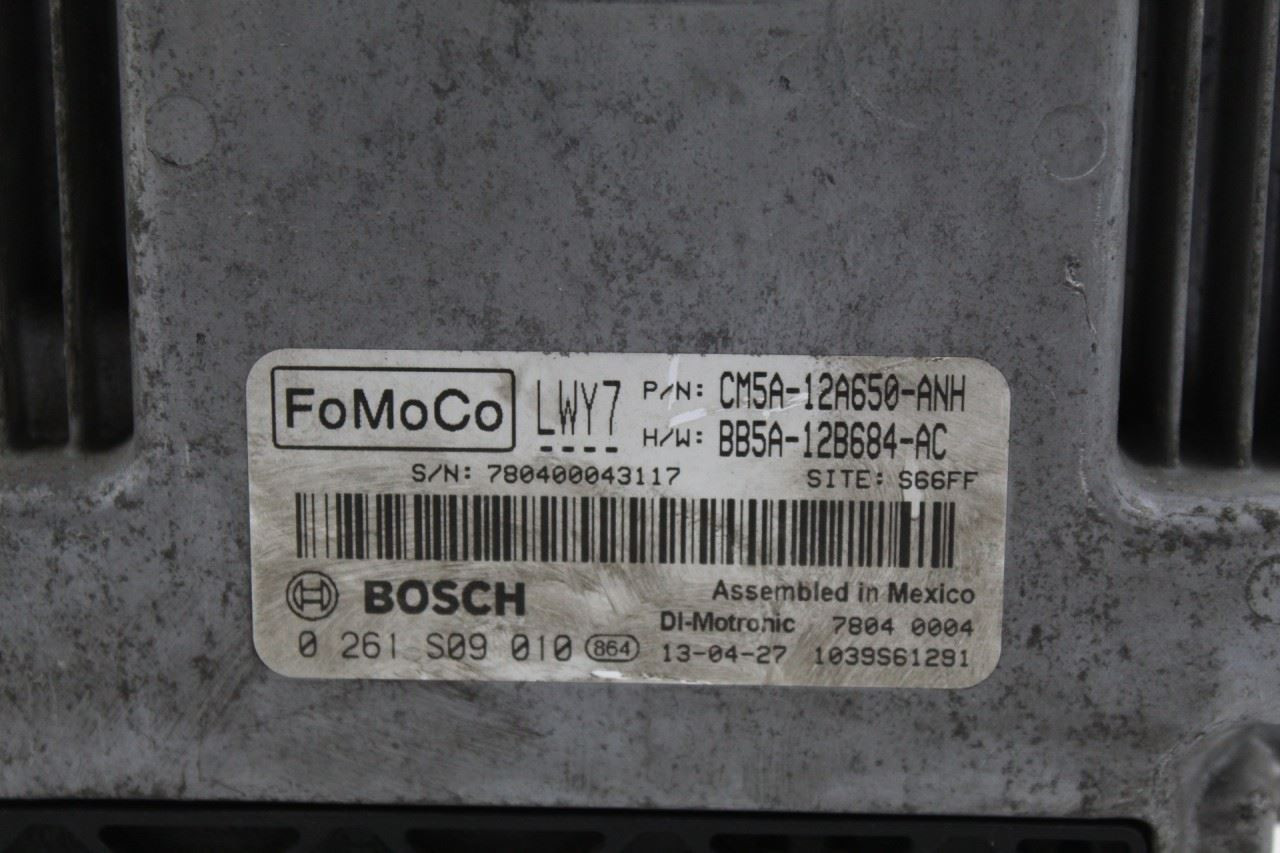 FoMoCo LWY7 P/N: CM5A-12A650-ANH
H/W: BB5A-12B684-AC
S/N: 780400043117 SITE: S66FF
BOSCH Assembled in Mexico
DI-Motronic 7804 0004
0 261 S09 010 864 13-04-27 1039S61291